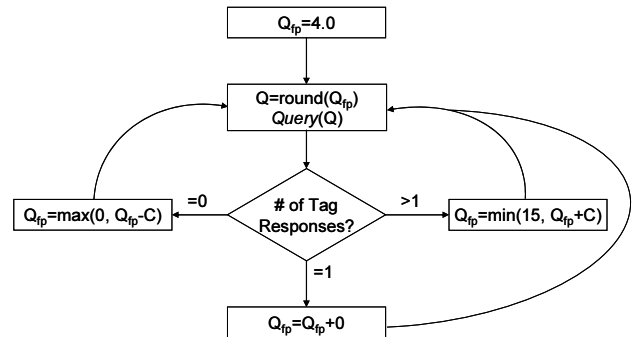 Qfp=4.0
Q=round(Qfp)
Query(Q)
=0
# of Tag
Responses?
>1
Qfp=max(0, Qfp-C)
Qfp=min(15, Qfp+C)
=1
Qfp=Qfp+0